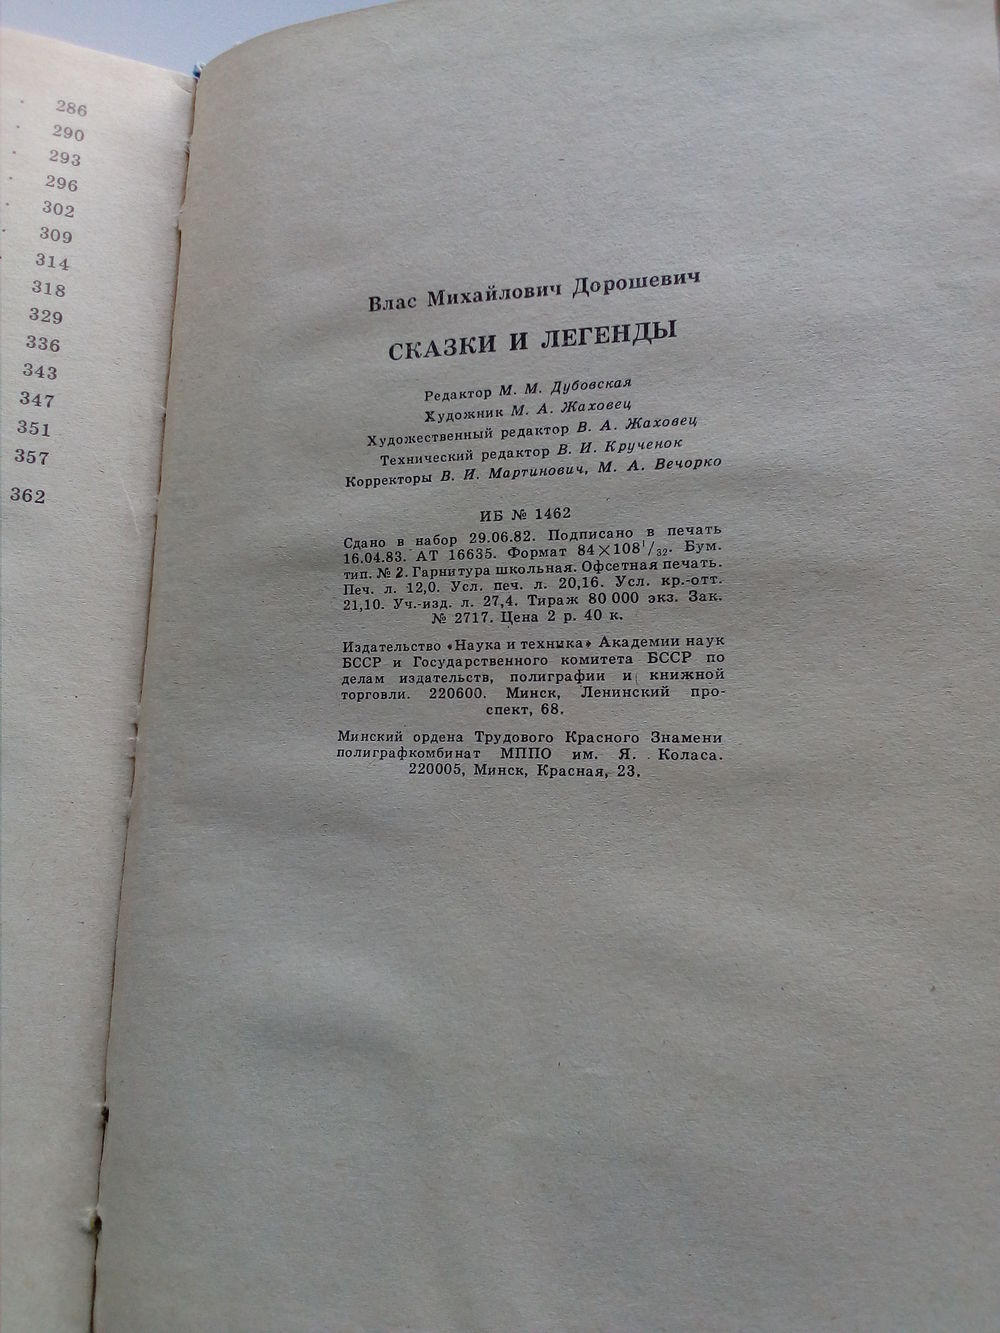 286
290
293
296
302
309
314
318
329
336
343
347
351
357
362
Влас Михайлович Дорошевич
СКАЗКИ И ЛЕГЕНДЫ
Редактор М. М. Дубовская
Художник М. А. Жаховец
Художественный редактор В. А. Жаховец
Технический редактор В. И. Крученок
Корректоры В. И. Мартинович, М. А. Вечорко
ИБ № 1462
Сдано в набор 29.06.82. Подписано в печать
16.04.83. АТ 16635. Формат 84×108¹/₃₂. Бум.
тип. № 2. Гарнитура школьная. Офсетная печать.
Печ. л. 12,0. Усл. печ. л. 20,16. Усл. кр.-отт.
21,10. Уч.-изд. л. 27,4. Тираж 80 000 экз. Зак.
№ 2717. Цена 2 р. 40 к.
Издательство «Наука и техника» Академии наук
БССР и Государственного комитета БССР по
делам издательств, полиграфии и книжной
торговли. 220600. Минск, Ленинский про-
спект, 68.
Минский ордена Трудового Красного Знамени
полиграфкомбинат МППО им. Я. Коласа.
220005, Минск, Красная, 23.